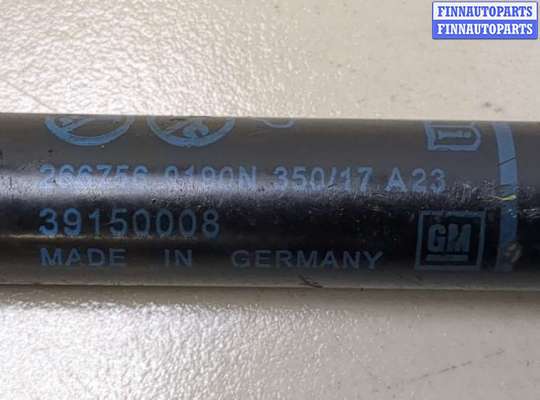 FINNAUTOPARTS
FINNAUTOPARTS
i
266756 0190N 350/17 A23
39150008
GM
MADE IN GERMANY